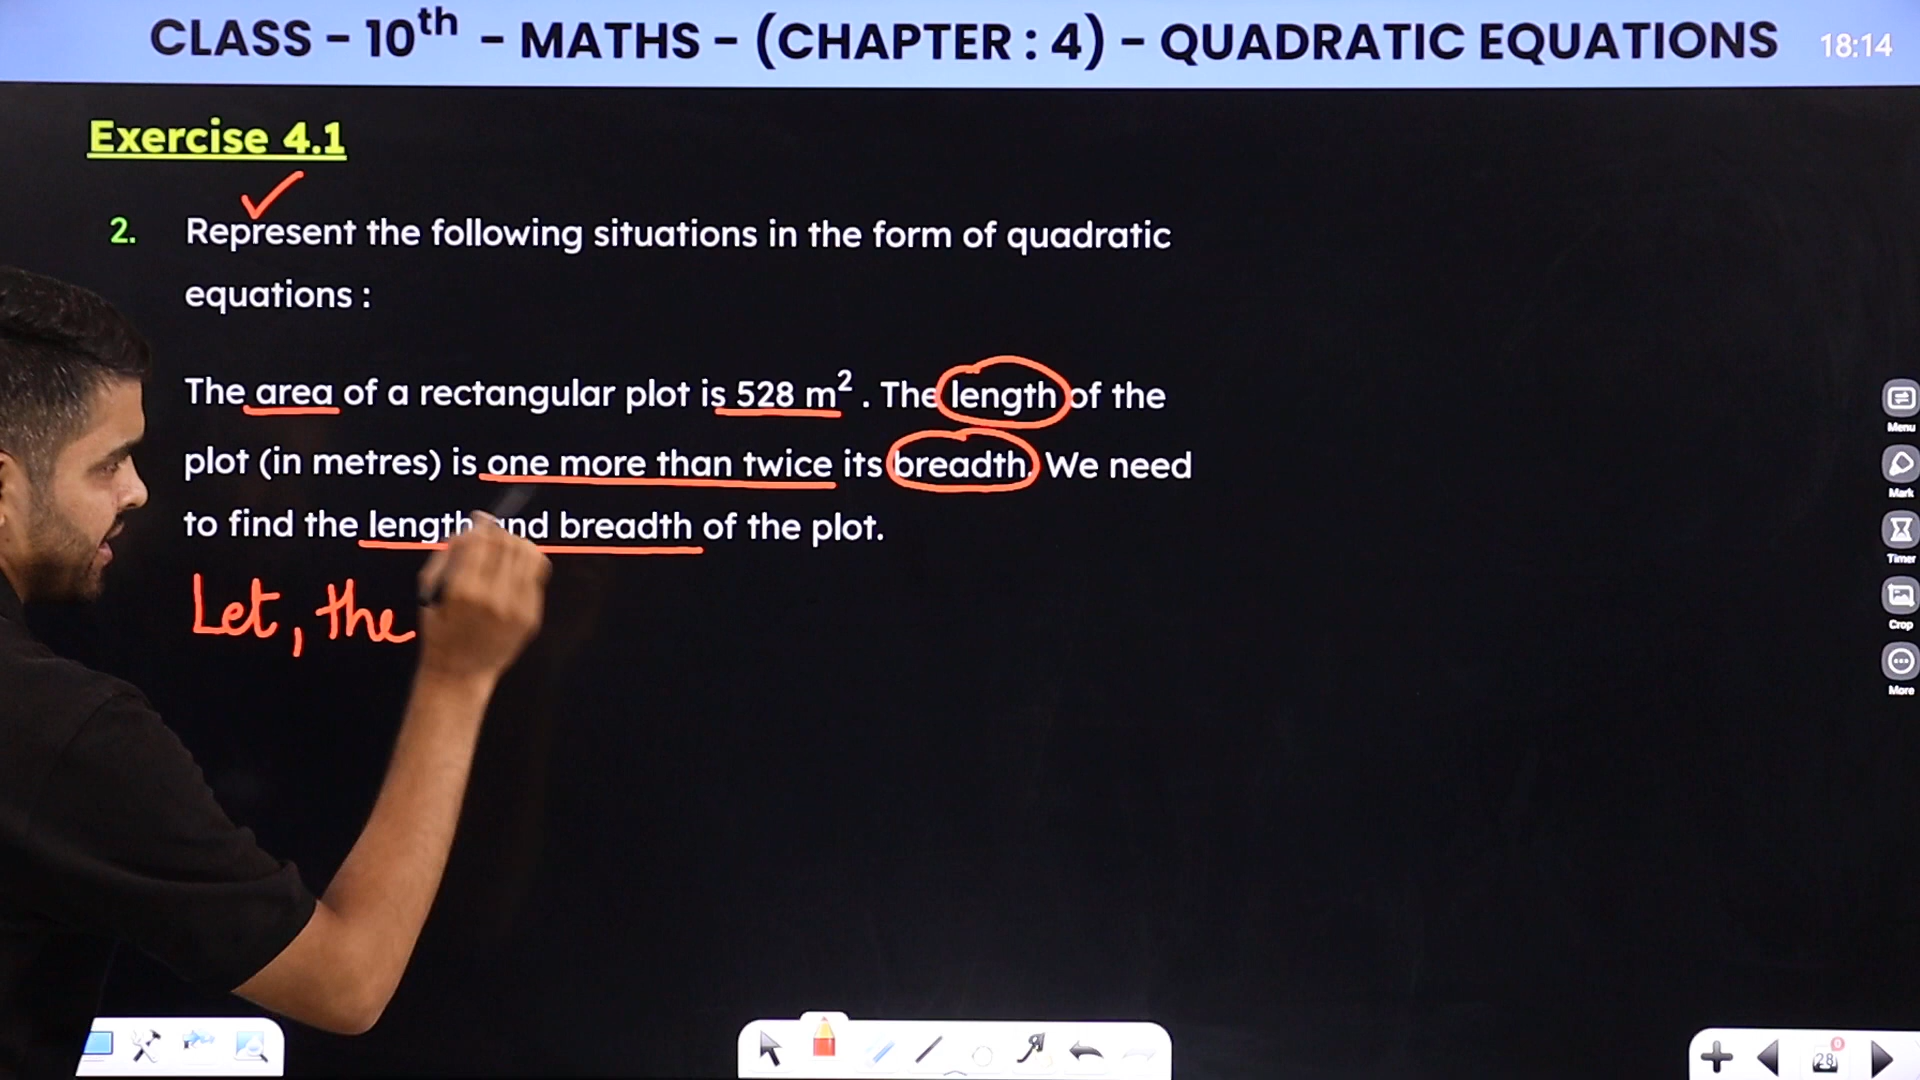 CLASS - 10th - MATHS - (CHAPTER : 4) - QUADRATIC EQUATIONS
18:14
Exercise 4.1
2. Represent the following situations in the form of quadratic
equations :
The area of a rectangular plot is 528 m² . The length of the
plot (in metres) is one more than twice its breadth. We need
to find the length and breadth of the plot.
Let, the
Menu
Mark
Timer
Crop
More
28
0